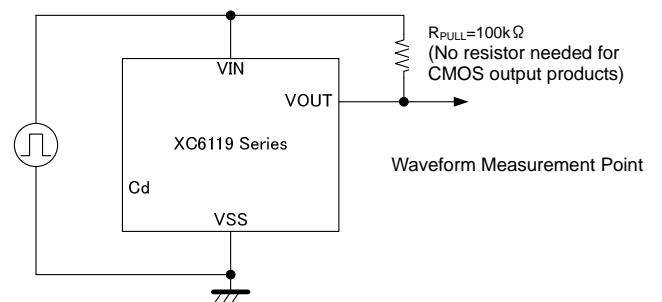 RPULL=100kΩ
(No resistor needed for
CMOS output products)
VIN
VOUT
XC6119 Series
Waveform Measurement Point
Cd
VSS